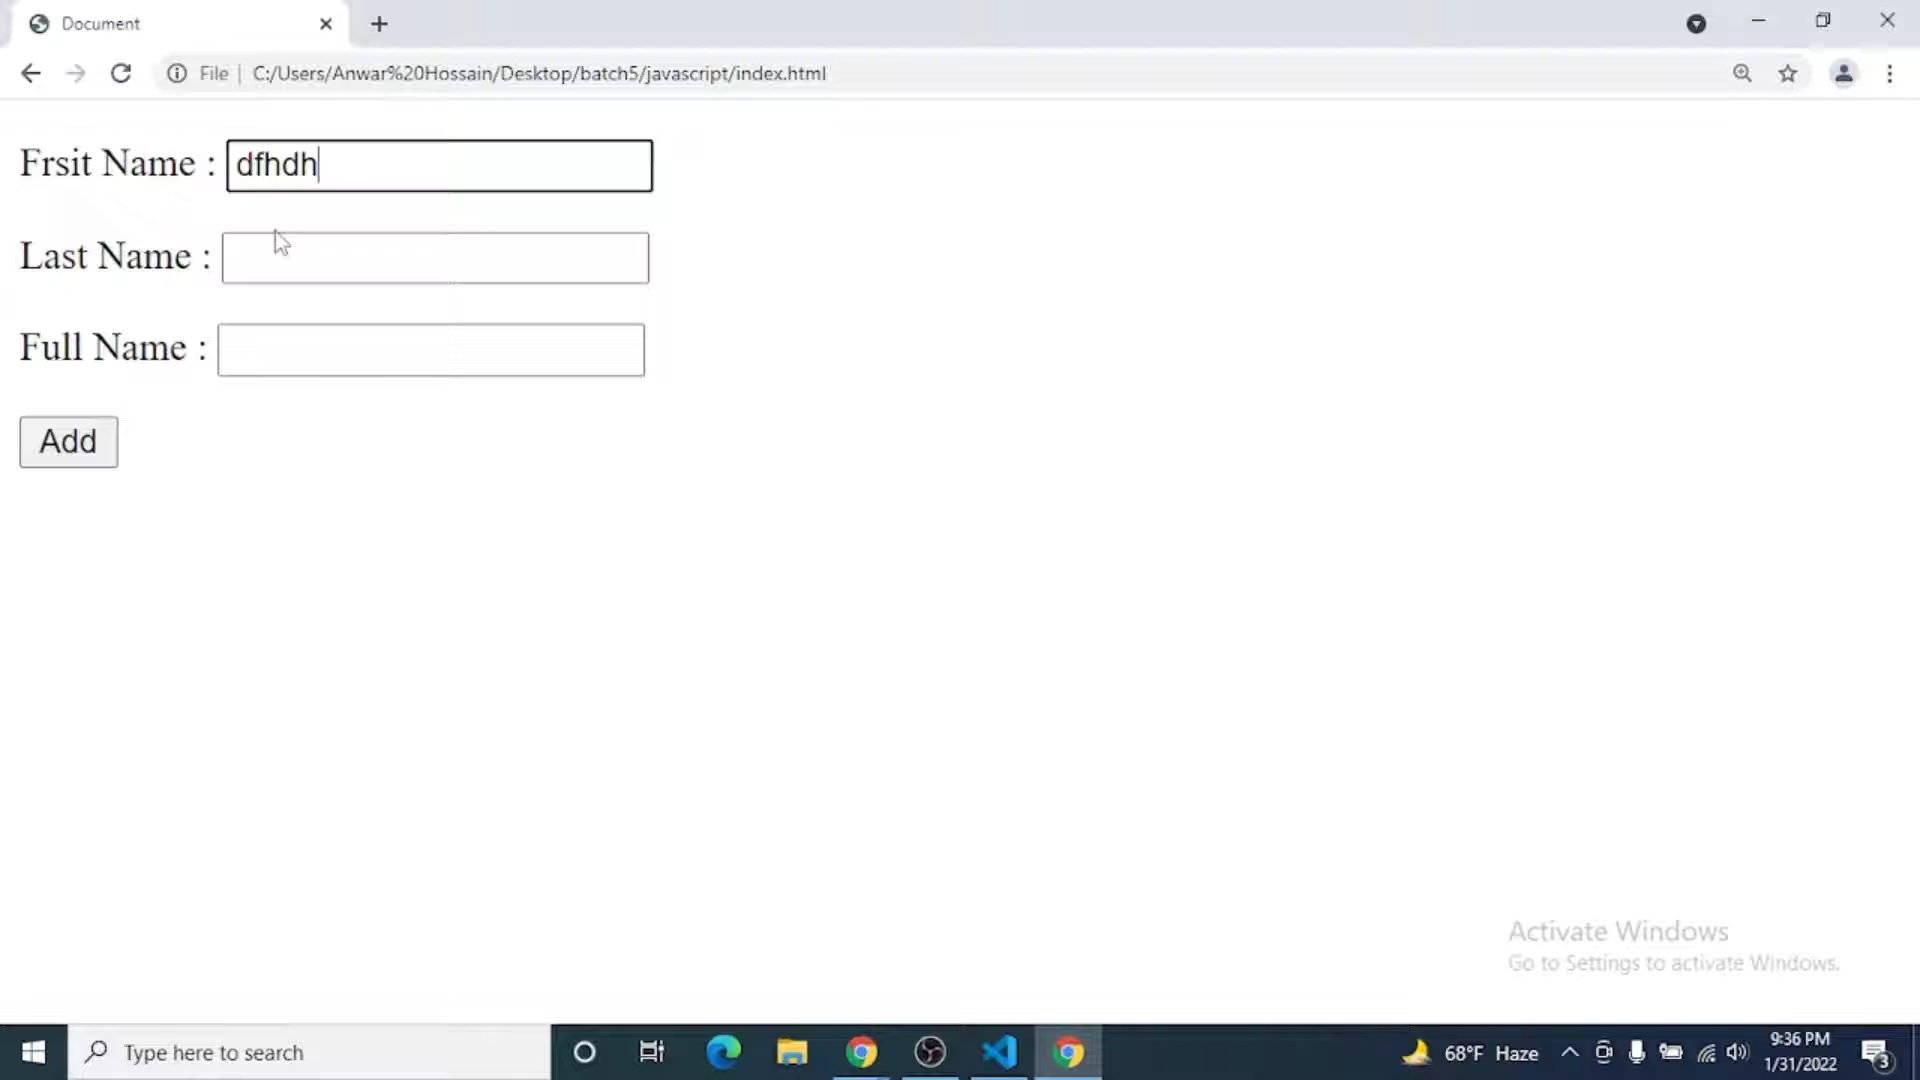 Document
File | C:/Users/Anwar%20Hossain/Desktop/batch5/javascript/index.html
Frsit Name : dfhdh
Last Name :
Full Name :
Add
Activate Windows
Go to Settings to activate Windows.
Type here to search
68°F Haze
9:36 PM
1/31/2022
3